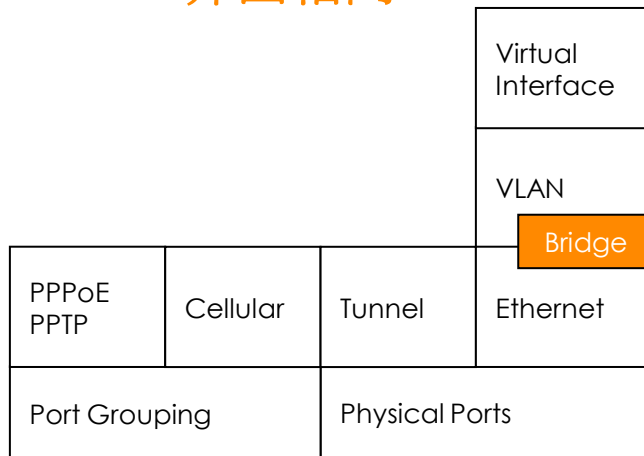 Virtual
Interface
VLAN
Bridge
PPPoE
PPTP
Cellular
Tunnel
Ethernet
Port Grouping
Physical Ports